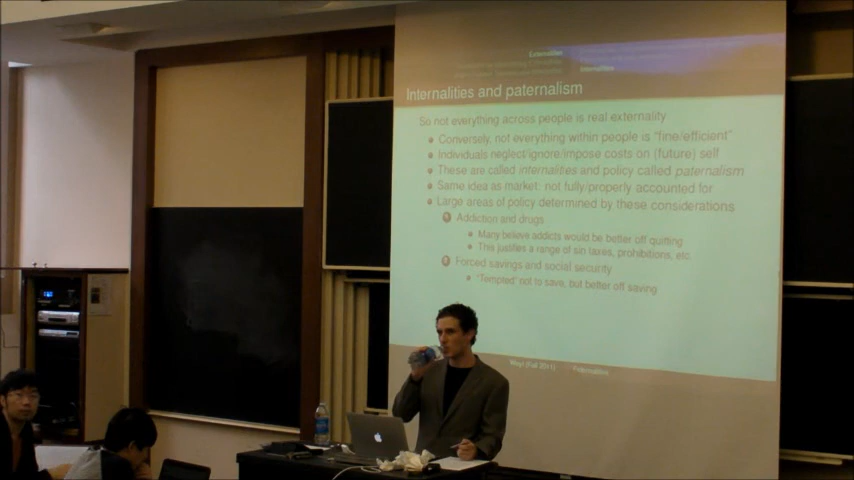 Externalities
Internalities
Internalities and paternalism
So not everything across people is real externality
Conversely, not everything within people is "fine/efficient"
Individuals neglect/ignore/impose costs on (future) self
These are called internalities and policy called paternalism
Same idea as market: not fully/properly accounted for
Large areas of policy determined by these considerations
1 Addiction and drugs
Many believe addicts would be better off quitting
This justifies a range of sin taxes, prohibitions, etc.
2 Forced savings and social security
"Tempted" not to save, but better off saving
(Fall 2011)